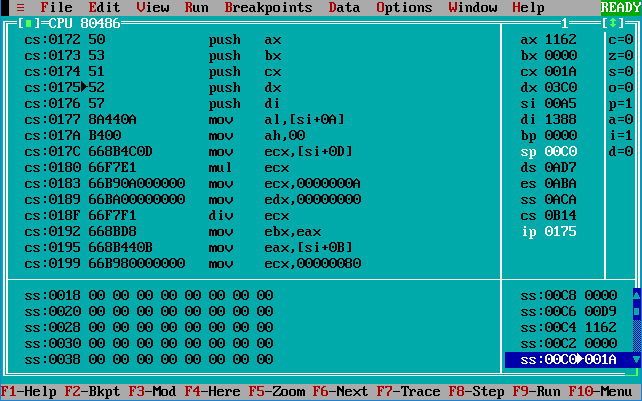 ≡ File Edit View Run Breakpoints Data Options Window Help READY
[■]=CPU 80486 1 [↕]
cs:0172 50 push ax ax 1162 c=0
cs:0173 53 push bx bx 0000 z=0
cs:0174 51 push cx cx 001A s=0
cs:0175►52 push dx dx 03C0 o=0
cs:0176 57 push di si 00A5 p=1
cs:0177 8A440A mov al,[si+0A] di 1388 a=0
cs:017A B400 mov ah,00 bp 0000 i=1
cs:017C 668B4C0D mov ecx,[si+0D] sp 00C0 d=0
cs:0180 66F7E1 mul ecx ds 0AD7
cs:0183 66B90A000000 mov ecx,0000000A es 0ABA
cs:0189 66BA00000000 mov edx,00000000 ss 0ACA
cs:018F 66F7F1 div ecx cs 0B14
cs:0192 668BD8 mov ebx,eax ip 0175
cs:0195 668B440B mov eax,[si+0B]
cs:0199 66B980000000 mov ecx,00000080
ss:0018 00 00 00 00 00 00 00 00 ss:00C8 0000
ss:0020 00 00 00 00 00 00 00 00 ss:00C6 00D9
ss:0028 00 00 00 00 00 00 00 00 ss:00C4 1162
ss:0030 00 00 00 00 00 00 00 00 ss:00C2 0000
ss:0038 00 00 00 00 00 00 00 00 ss:00C0►001A
F1-Help F2-Bkpt F3-Mod F4-Here F5-Zoom F6-Next F7-Trace F8-Step F9-Run F10-Menu